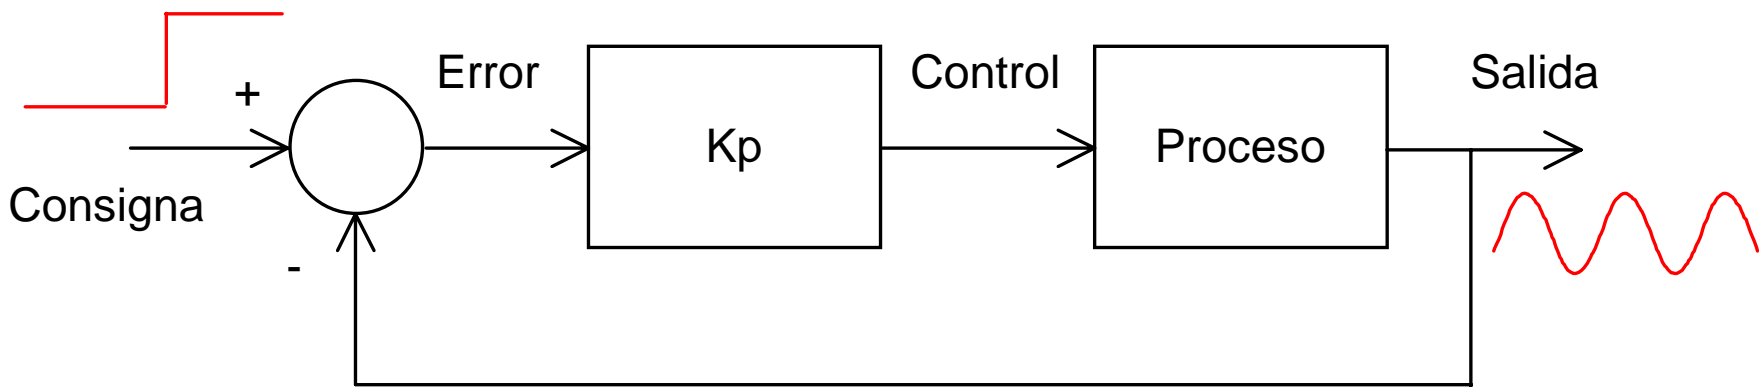 Error
Control
Salida
+
Kp
Proceso
Consigna
-